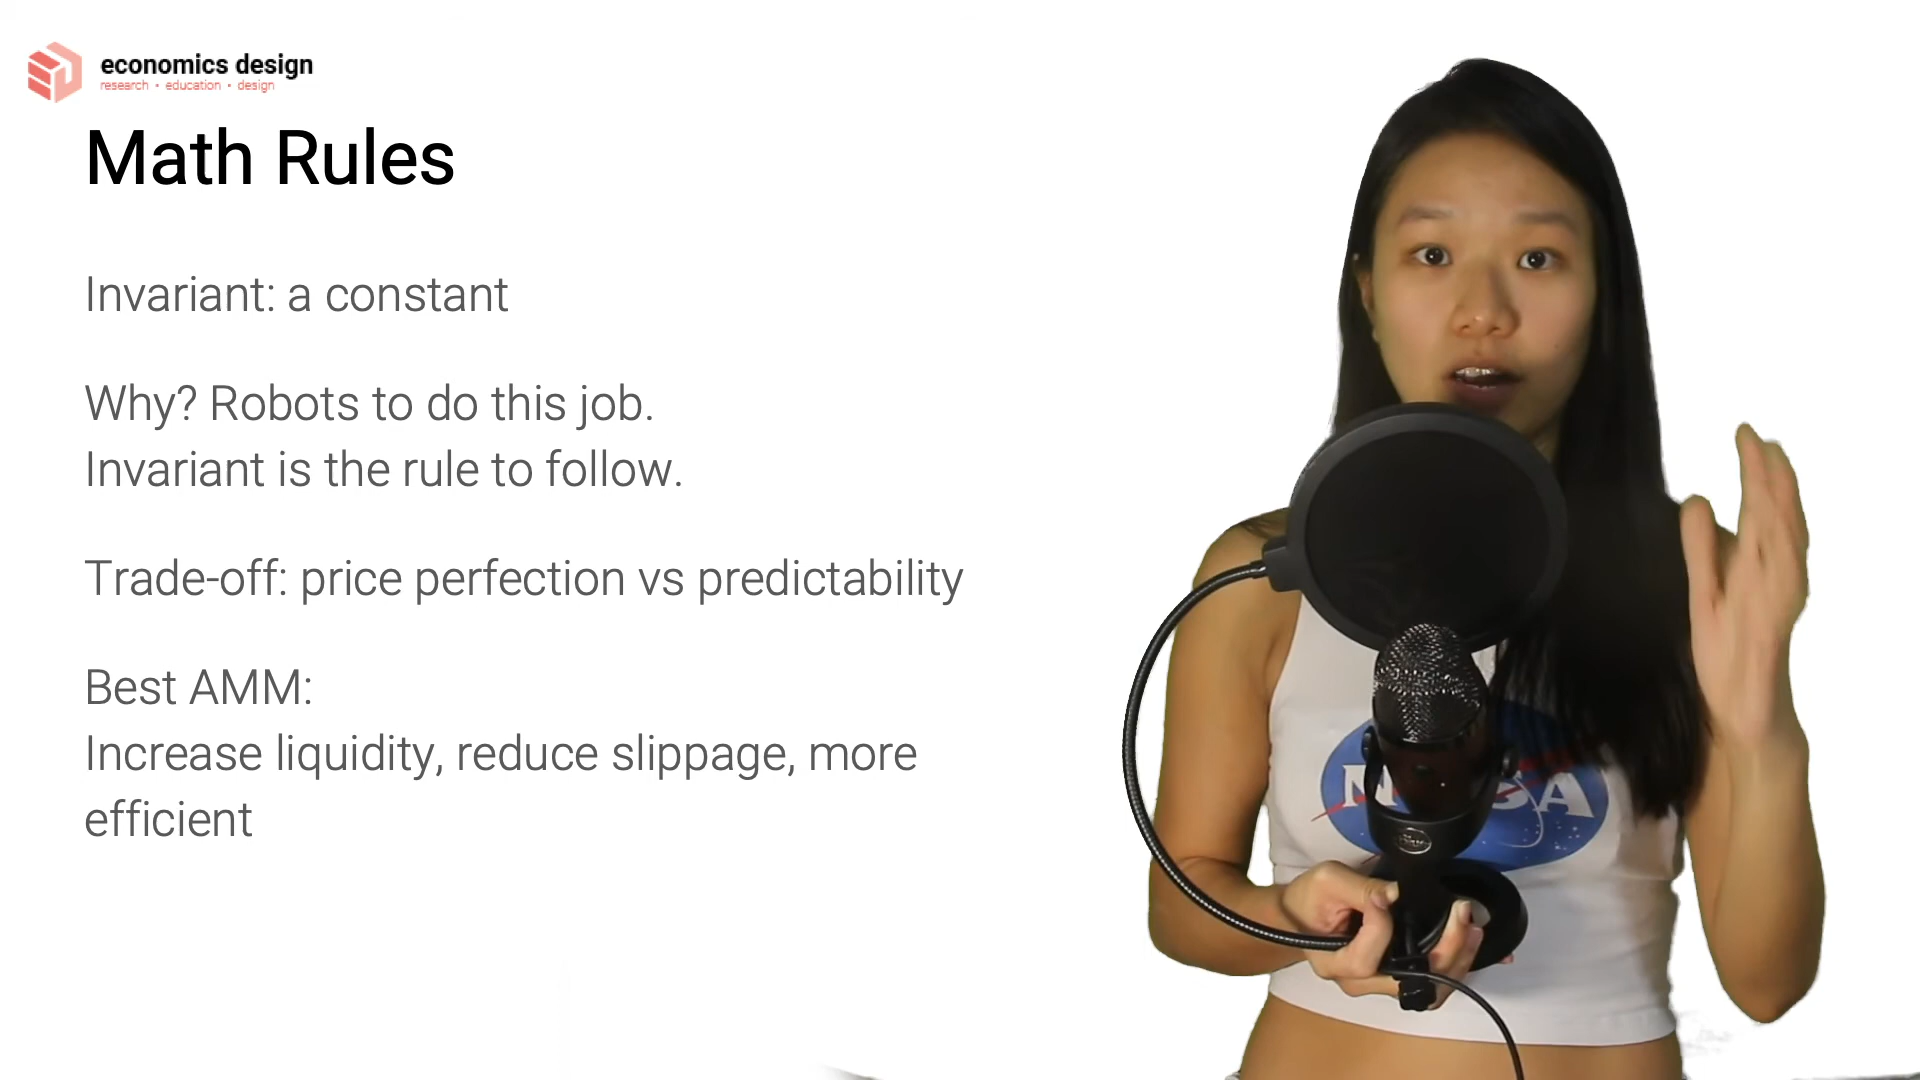 economics design
research • education • design
Math Rules
Invariant: a constant
Why? Robots to do this job.
Invariant is the rule to follow.
Trade-off: price perfection vs predictability
Best AMM:
Increase liquidity, reduce slippage, more
efficient